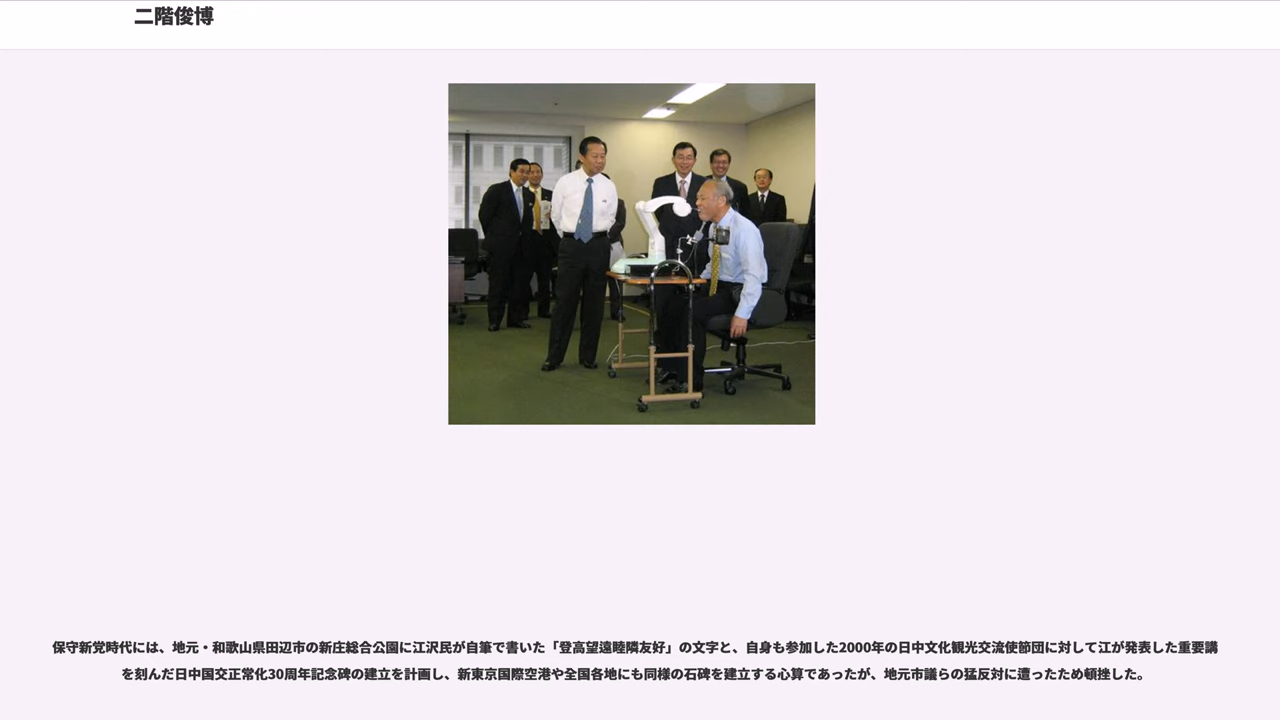 二階俊博
保守新党時代には、地元・和歌山県田辺市の新庄総合公園に江沢民が自筆で書いた「登高望遠睦隣友好」の文字と、自身も参加した2000年の日中文化観光交流使節団に対して江が発表した重要講
を刻んだ日中国交正常化30周年記念碑の建立を計画し、新東京国際空港や全国各地にも同様の石碑を建立する心算であったが、地元市議らの猛反対に遭ったため頓挫した。